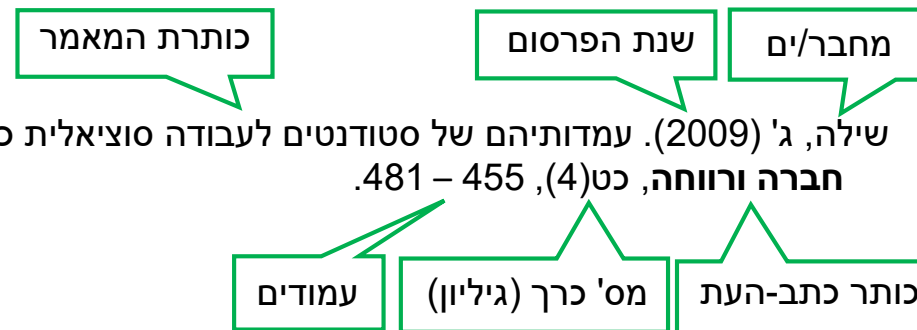 מחבר/ים
שנת הפרסום
כותרת המאמר
שילה, ג' (2009). עמדותיהם של סטודנטים לעבודה סוציאלית
חברה ורווחה, כט(4), 455 – 481.
כותר כתב-העת
מס' כרך (גיליון)
עמודים